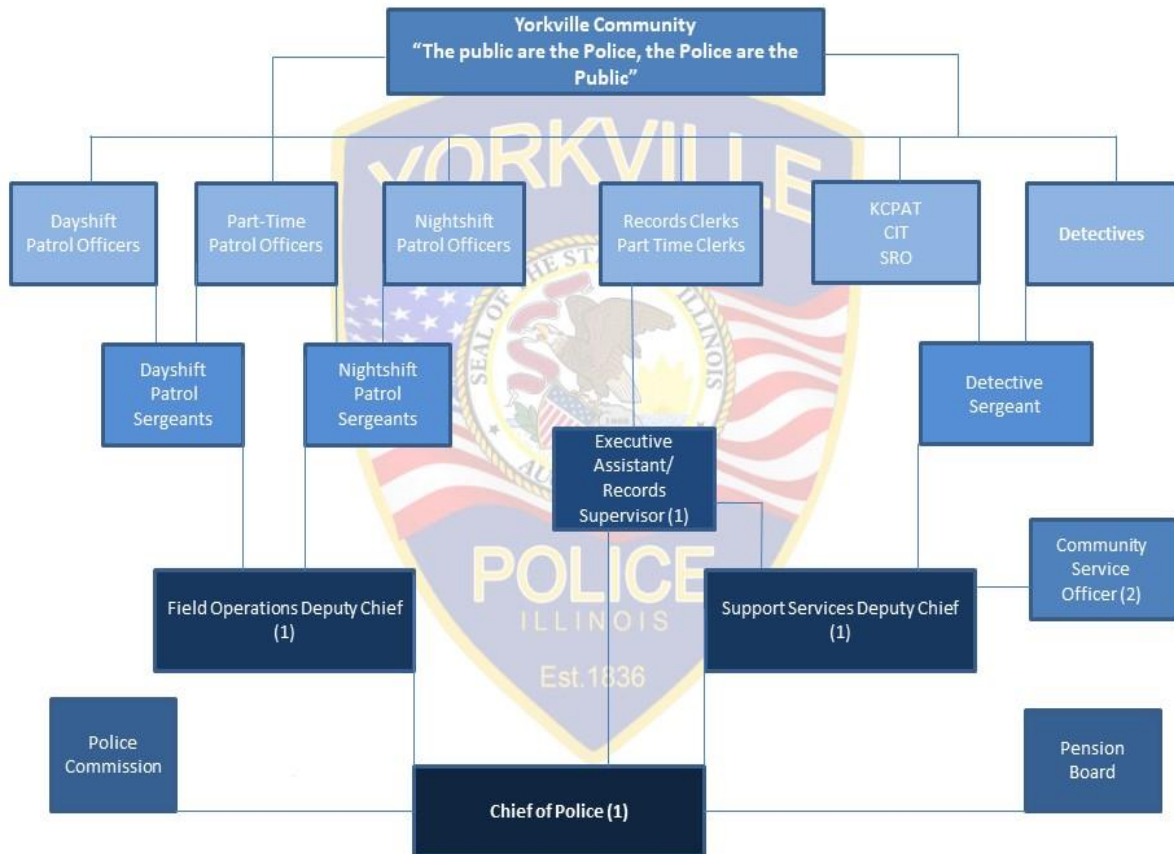 Yorkville Community
“The public are the Police, the Police are the
Public”
YORKVILLE
Dayshift
Patrol Officers
Part-Time
Patrol Officers
Nightshift
Patrol Officers
Records Clerks
Part Time Clerks
KCPAT
CIT
SRO
Detectives
SEAL OF THE STA
ILLINOIS
AU
Dayshift
Patrol
Sergeants
Nightshift
Patrol
Sergeants
Detective
Sergeant
Executive
Assistant/
Records
Supervisor (1)
POLICE
ILLINOIS
Est.1836
Field Operations Deputy Chief
(1)
Support Services Deputy Chief
(1)
Community
Service
Officer (2)
Police
Commission
Pension
Board
Chief of Police (1)